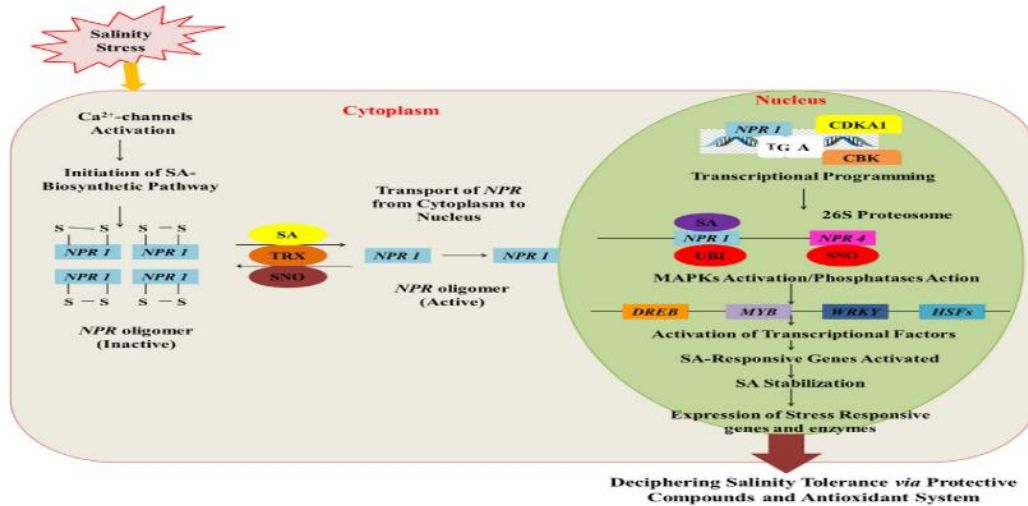 Salinity
Stress
Cytoplasm
Nucleus
Ca²⁺-channels
Activation
Initiation of SA-
Biosynthetic Pathway
S – S S – S
NPR 1 NPR 1
NPR 1 NPR 1
S – S S – S
NPR oligomer
(Inactive)
SA
TRX
SNO
Transport of NPR
from Cytoplasm to
Nucleus
NPR 1 NPR 1
NPR oligomer
(Active)
NPR 1 CDKA1
TG A
CBK
Transcriptional Programming
26S Proteosome
SA
NPR 1 NPR 4
UBI SNO
MAPKs Activation/Phosphatases Action
DREB MYB WRKY HSFs
Activation of Transcriptional Factors
SA-Responsive Genes Activated
SA Stabilization
Expression of Stress Responsive
genes and enzymes
Deciphering Salinity Tolerance via Protective
Compounds and Antioxidant System